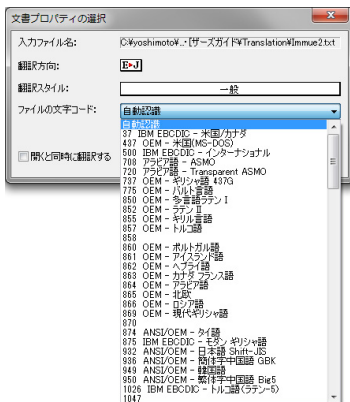 文書プロパティの選択
入力ファイル名:
C:¥yoshimoto¥..･[ザーズガイド¥Translation¥Immue2.txt
翻訳方向:
E▸J
翻訳スタイル:
一般
ファイルの文字コード:
自動認識
開くと同時に翻訳する
自動認識
37 IBM EBCDIC - 米国/カナダ
437 OEM - 米国(MS-DOS)
500 IBM EBCDIC - インターナショナル
708 アラビア語 - ASMO
720 アラビア語 - Transparent ASMO
737 OEM - ギリシャ語 437G
775 OEM - バルト言語
850 OEM - 多言語ラテン I
852 OEM - ラテン II
855 OEM - キリル言語
857 OEM - トルコ語
858
860 OEM - ポルトガル語
861 OEM - アイスランド語
862 OEM - ヘブライ語
863 OEM - カナダ フランス語
864 OEM - アラビア語
865 OEM - 北欧
866 OEM - ロシア語
869 OEM - 現代ギリシャ語
870
874 ANSI/OEM - タイ語
875 IBM EBCDIC - モダン ギリシャ語
932 ANSI/OEM - 日本語 Shift-JIS
936 ANSI/OEM - 簡体字中国語 GBK
949 ANSI/OEM - 韓国語
950 ANSI/OEM - 繁体字中国語 Big5
1026 IBM EBCDIC - トルコ語(ラテン-5)
1047